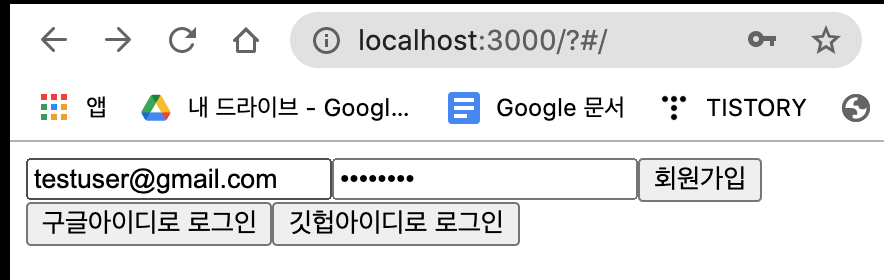 localhost:3000/?#/
앱 내 드라이브 - Googl... Google 문서 TISTORY
testuser@gmail.com •••••••• 회원가입
구글아이디로 로그인 깃헙아이디로 로그인